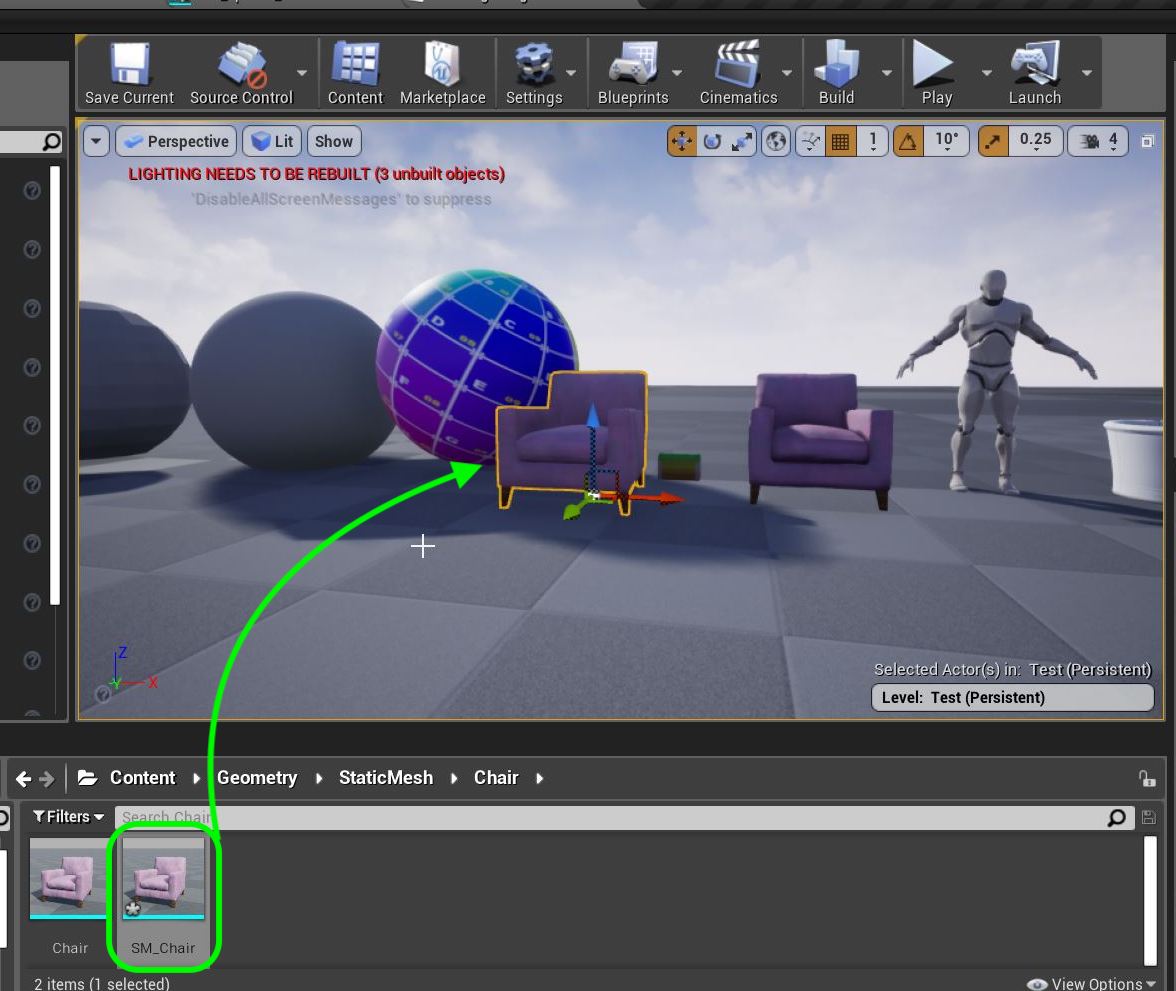 Save Current
Source Control
Content
Marketplace
Settings
Blueprints
Cinematics
Build
Play
Launch
Perspective
Lit
Show
1
10°
0.25
4
LIGHTING NEEDS TO BE REBUILT (3 unbuilt objects)
'DisableAllScreenMessages' to suppress
D
C
F
E
G
Z
Y
X
Selected Actor(s) in: Test (Persistent)
Level: Test (Persistent)
Content
Geometry
StaticMesh
Chair
Filters
Search Chair
Chair
SM_Chair
2 items (1 selected)
View Options